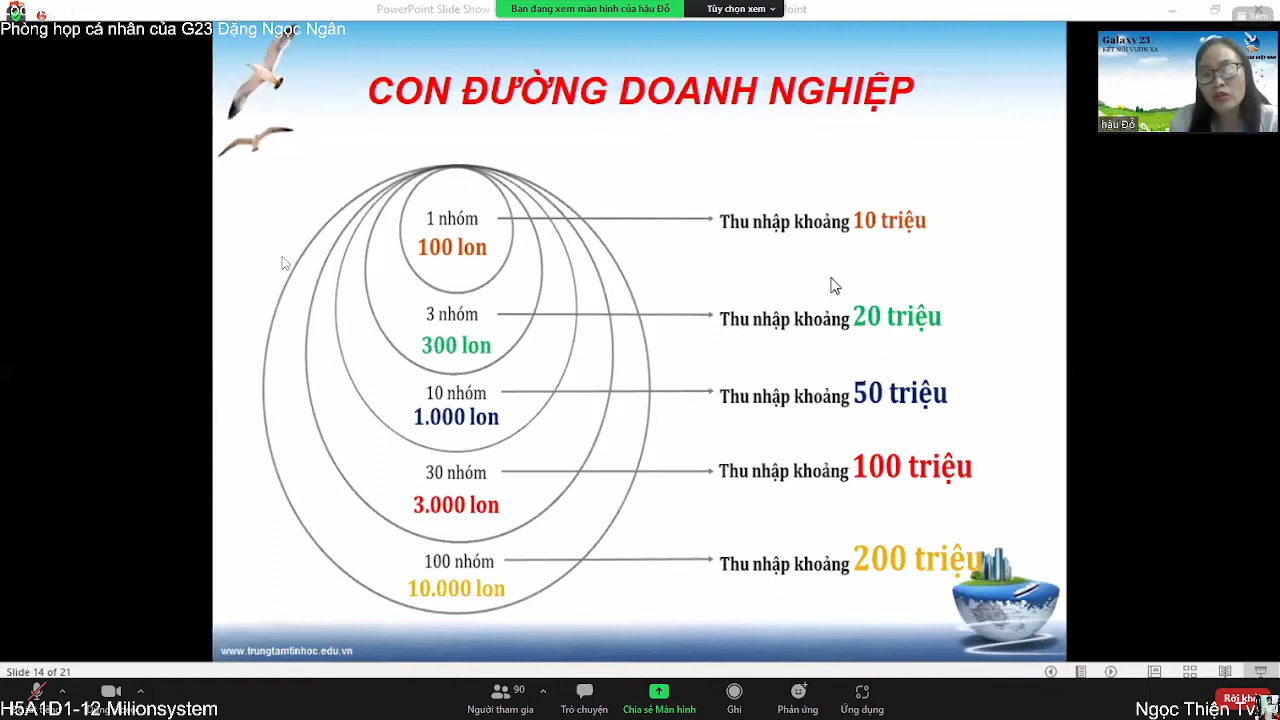 PowerPoint Slide Show
Bạn đang xem màn hình của hậu Đỗ
Tùy chọn xem
Xem
Phòng họp cá nhân của G23 Đặng Ngọc Ngân
Galaxy 23
KẾT NỐI VƯƠN XA
hậu Đỗ
CON ĐƯỜNG DOANH NGHIỆP
1 nhóm
100 lon
Thu nhập khoảng 10 triệu
3 nhóm
300 lon
Thu nhập khoảng 20 triệu
10 nhóm
1.000 lon
Thu nhập khoảng 50 triệu
30 nhóm
3.000 lon
Thu nhập khoảng 100 triệu
100 nhóm
10.000 lon
Thu nhập khoảng 200 triệu
www.trungtamtinhoc.edu.vn
Slide 14 of 21
90
Người tham gia
Trò chuyện
Chia sẻ Màn hình
Ghi
Phản ứng
Ứng dụng
H5A1D1-12 Milionsystem
Ngọc Thiện Tv